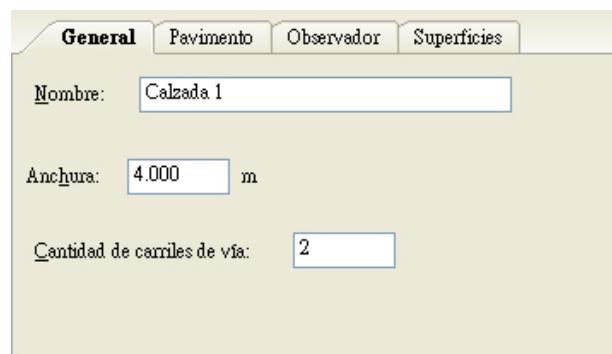 General Pavimento Observador Superficies
Nombre: Calzada 1
Anchura: 4.000 m
Cantidad de carriles de vía: 2